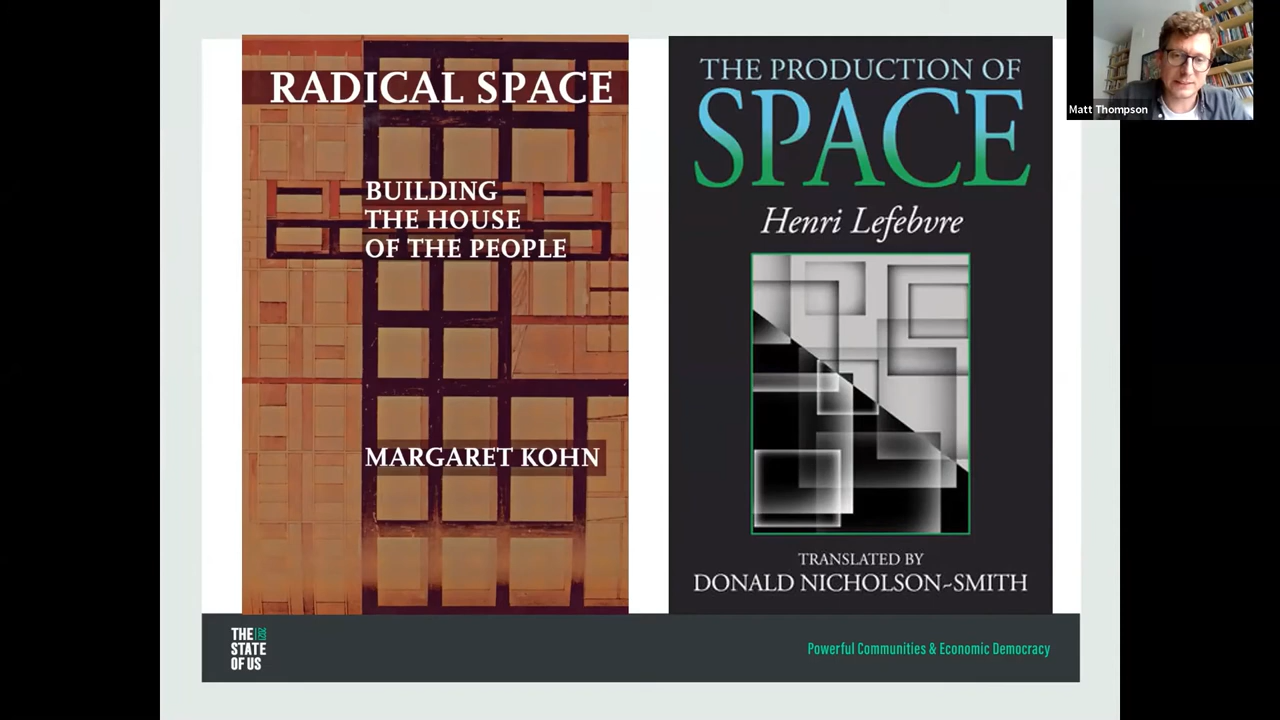 RADICAL SPACE
BUILDING
THE HOUSE
OF THE PEOPLE
MARGARET KOHN
THE PRODUCTION OF
SPACE
Henri Lefebvre
TRANSLATED BY
DONALD NICHOLSON~SMITH
Matt Thompson
THE
STATE
OF US
Powerful Communities & Economic Democracy